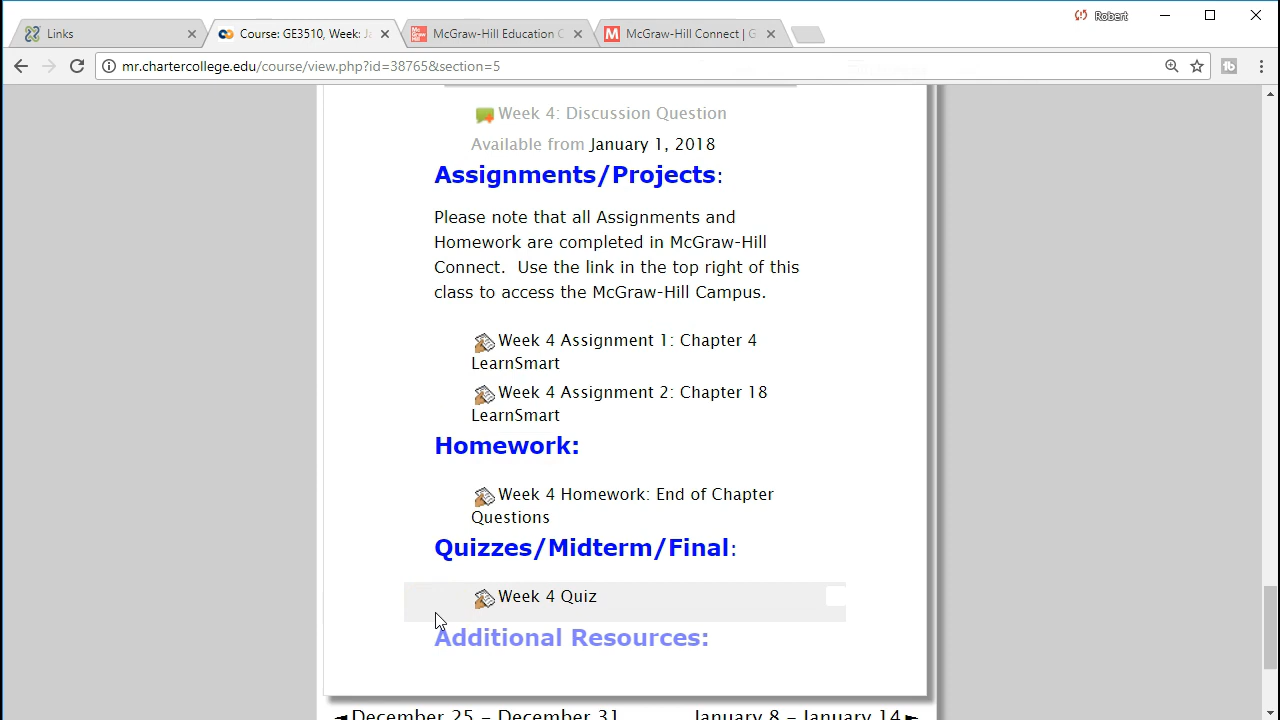 Robert
Links
Course: GE3510, Week: Ja
McGraw-Hill Education C
McGraw-Hill Connect | G
mr.chartercollege.edu/course/view.php?id=38765&section=5
Week 4: Discussion Question
Available from January 1, 2018
Assignments/Projects:
Please note that all Assignments and
Homework are completed in McGraw-Hill
Connect.  Use the link in the top right of this
class to access the McGraw-Hill Campus.
Week 4 Assignment 1: Chapter 4
LearnSmart
Week 4 Assignment 2: Chapter 18
LearnSmart
Homework:
Week 4 Homework: End of Chapter
Questions
Quizzes/Midterm/Final:
Week 4 Quiz
Additional Resources:
◄December 25 - December 31 January 8 - January 14►